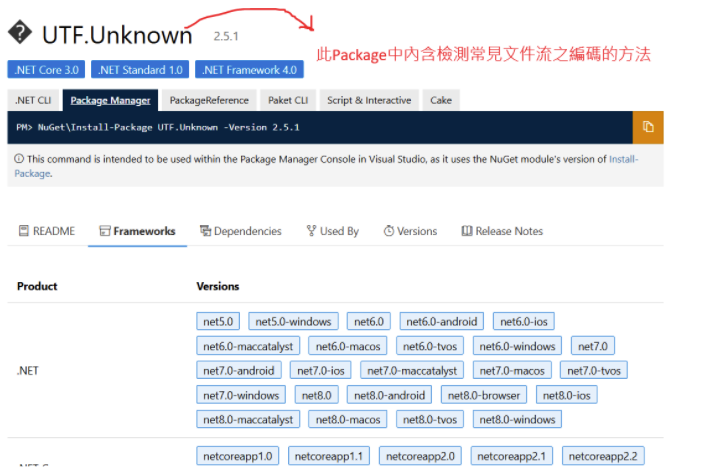 UTF.Unknown 2.5.1
此Package中內含檢測常見文件流之編碼的方法
.NET Core 3.0 .NET Standard 1.0 .NET Framework 4.0
.NET CLI Package Manager PackageReference Paket CLI Script & Interactive Cake
PM> NuGet\Install-Package UTF.Unknown -Version 2.5.1
This command is intended to be used within the Package Manager Console in Visual Studio, as it uses the NuGet module's version of Install-
Package.
README Frameworks Dependencies Used By Versions Release Notes
Product Versions
net5.0 net5.0-windows net6.0 net6.0-android net6.0-ios
net6.0-maccatalyst net6.0-macos net6.0-tvos net6.0-windows net7.0
.NET net7.0-android net7.0-ios net7.0-maccatalyst net7.0-macos net7.0-tvos
net7.0-windows net8.0 net8.0-android net8.0-browser net8.0-ios
net8.0-maccatalyst net8.0-macos net8.0-tvos net8.0-windows
netcoreapp1.0 netcoreapp1.1 netcoreapp2.0 netcoreapp2.1 netcoreapp2.2